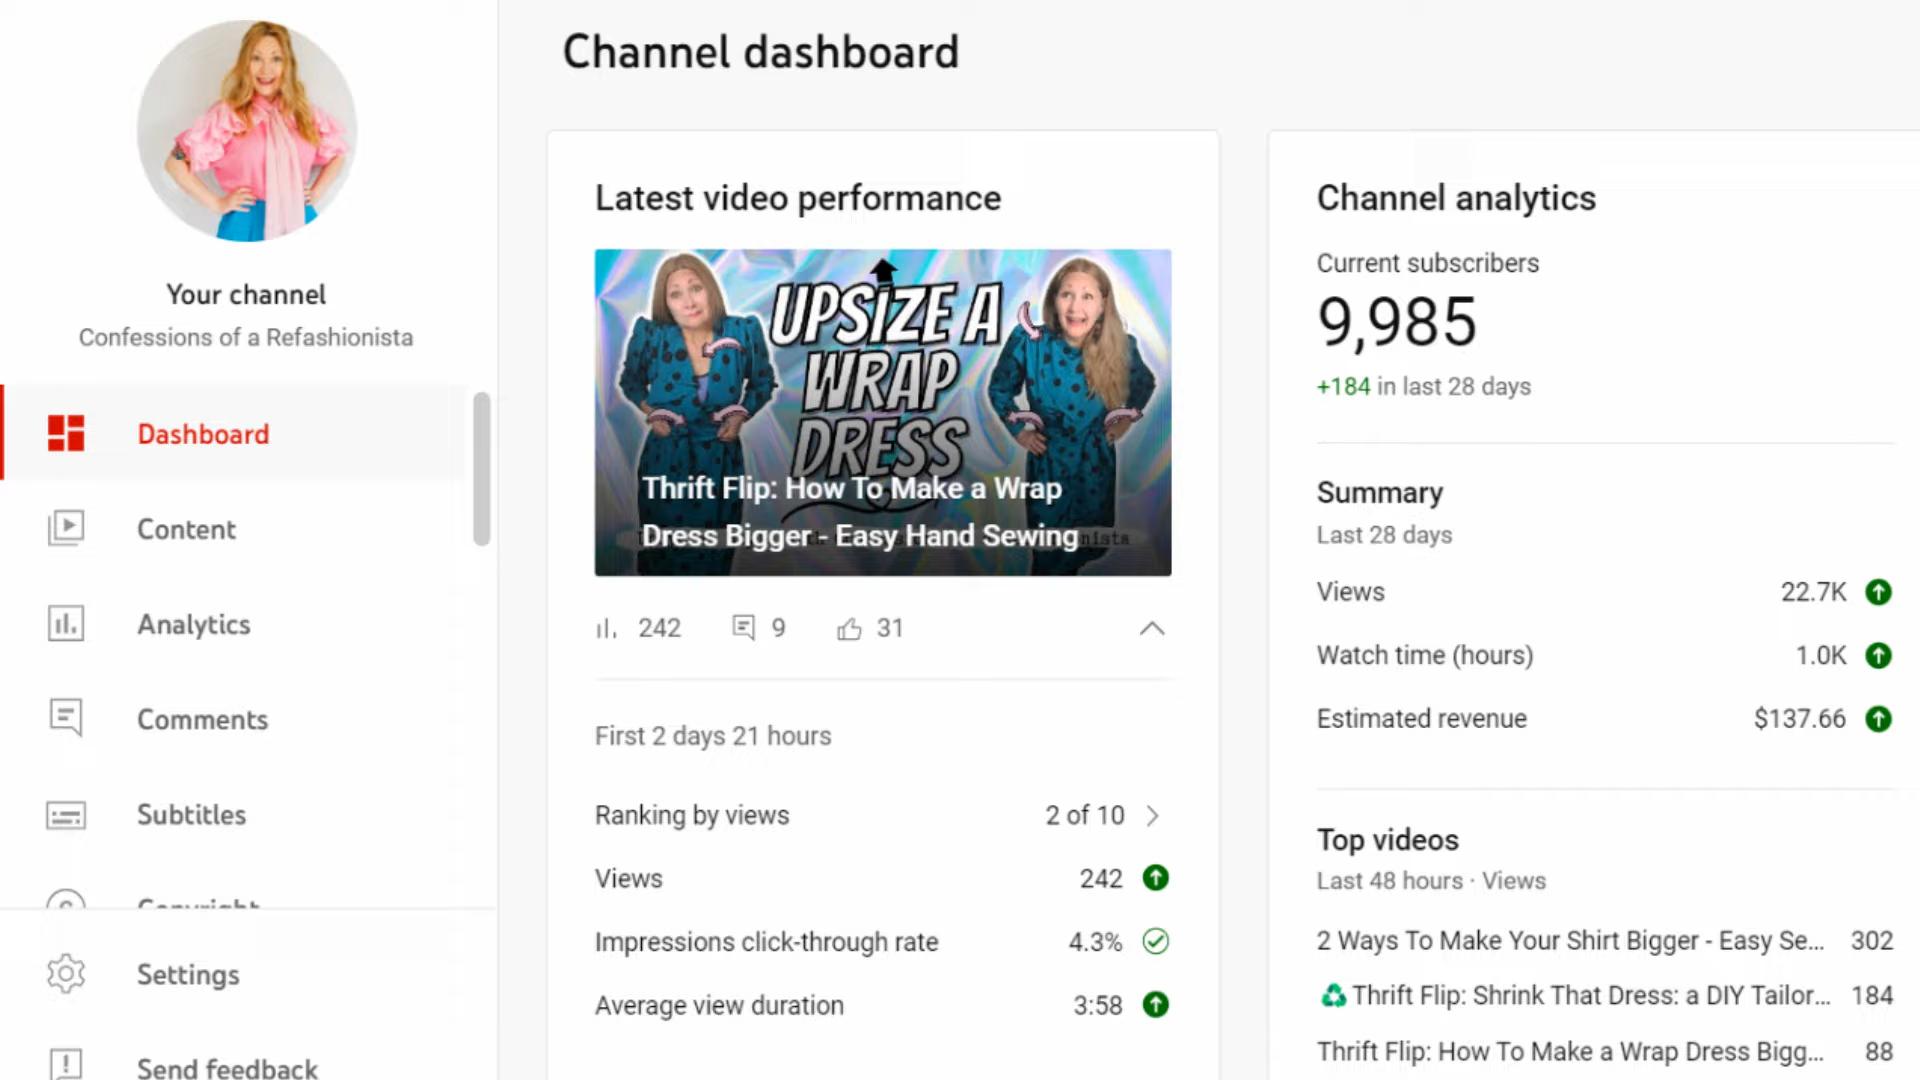 Channel dashboard
Your channel
Confessions of a Refashionista
Dashboard
Content
Analytics
Comments
Subtitles
Copyright
Settings
Send feedback
Latest video performance
UPSIZE A
WRAP
DRESS
Thrift Flip: How To Make a Wrap
Dress Bigger - Easy Hand Sewing
242 9 31
First 2 days 21 hours
Ranking by views 2 of 10
Views 242
Impressions click-through rate 4.3%
Average view duration 3:58
Channel analytics
Current subscribers
9,985
+184 in last 28 days
Summary
Last 28 days
Views 22.7K
Watch time (hours) 1.0K
Estimated revenue $137.66
Top videos
Last 48 hours · Views
2 Ways To Make Your Shirt Bigger - Easy Se... 302
Thrift Flip: Shrink That Dress: a DIY Tailor... 184
Thrift Flip: How To Make a Wrap Dress Bigg... 88